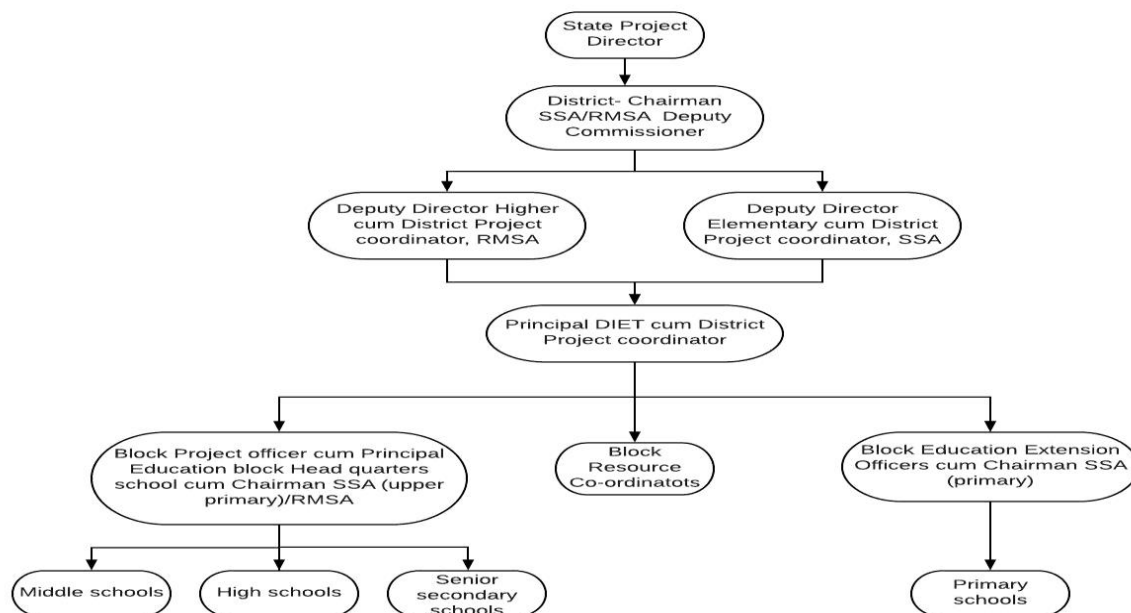 State Project
Director
District- Chairman
SSA/RMSA Deputy
Commissioner
Deputy Director Higher
cum District Project
coordinator, RMSA
Deputy Director
Elementary cum District
Project coordinator, SSA
Principal DIET cum District
Project coordinator
Block Project officer cum Principal
Education block Head quarters
school cum Chairman SSA (upper
primary)/RMSA
Block
Resource
Co-ordinatots
Block Education Extension
Officers cum Chairman SSA
(primary)
Middle schools
High schools
Senior
secondary
schools
Primary
schools